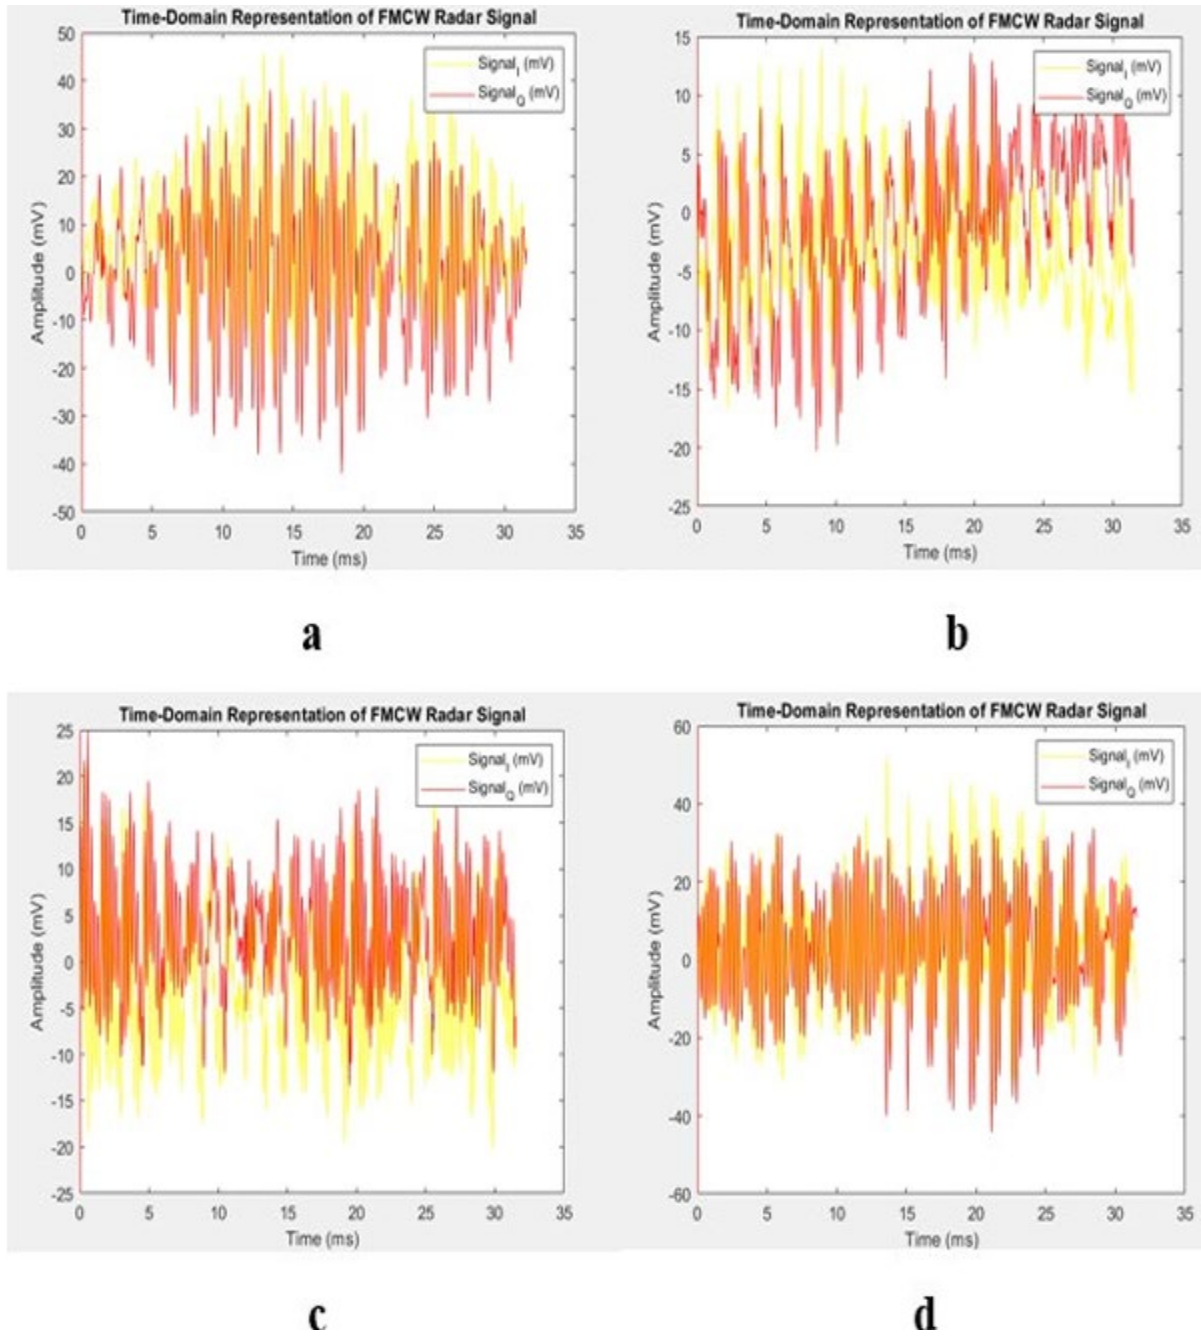 Time-Domain Representation of FMCW Radar Signal
50
40
30
20
10
0
-10
-20
-30
-40
-50
Amplitude (mV)
Signal_I (mV)
Signal_Q (mV)
0 5 10 15 20 25 30 35
Time (ms)
a
Time-Domain Representation of FMCW Radar Signal
15
10
5
0
-5
-10
-15
-20
-25
Amplitude (mV)
Signal_I (mV)
Signal_Q (mV)
0 5 10 15 20 25 30 35
Time (ms)
b
Time-Domain Representation of FMCW Radar Signal
25
20
15
10
5
0
-5
-10
-15
-20
-25
Amplitude (mV)
Signal_I (mV)
Signal_Q (mV)
0 5 10 15 20 25 30 35
Time (ms)
c
Time-Domain Representation of FMCW Radar Signal
60
40
20
0
-20
-40
-60
Amplitude (mV)
Signal_I (mV)
Signal_Q (mV)
0 5 10 15 20 25 30 35
Time (ms)
d